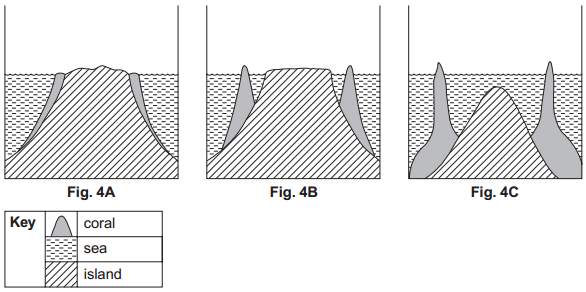 Fig. 4A
Fig. 4B
Fig. 4C
Key
coral
sea
island